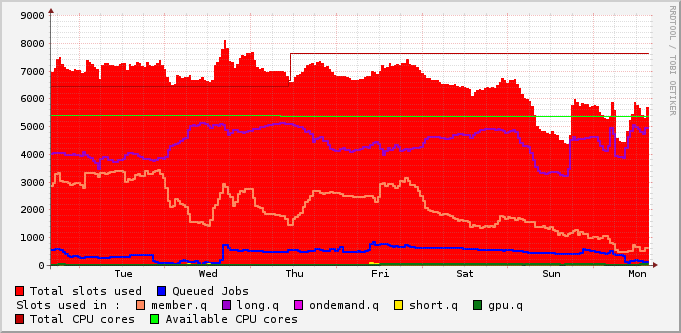 RRDTOOL / TOBI OETIKER
9000
8000
7000
6000
5000
4000
3000
2000
1000
0
Tue Wed Thu Fri Sat Sun Mon
Total slots used Queued Jobs
Slots used in : member.q long.q ondemand.q short.q gpu.q
Total CPU cores Available CPU cores